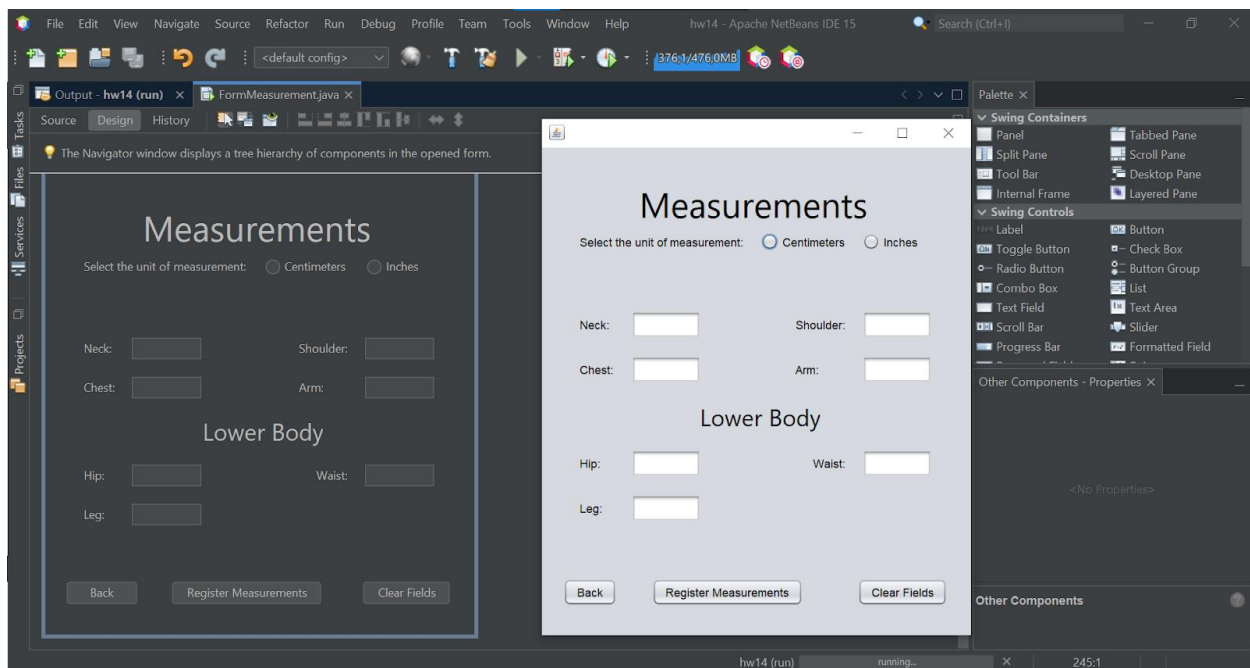 File Edit View Navigate Source Refactor Run Debug Profile Team Tools Window Help hw14 - Apache NetBeans IDE 15 Search (Ctrl+I)
<default config> 376,1/476,0MB
Output - hw14 (run) FormMeasurement.java
Source Design History
The Navigator window displays a tree hierarchy of components in the opened form.
Tasks
Files
Services
Projects
Measurements
Select the unit of measurement: Centimeters Inches
Neck: Shoulder:
Chest: Arm:
Lower Body
Hip: Waist:
Leg:
Back Register Measurements Clear Fields
Measurements
Select the unit of measurement: Centimeters Inches
Neck: Shoulder:
Chest: Arm:
Lower Body
Hip: Waist:
Leg:
Back Register Measurements Clear Fields
Palette
Swing Containers
Panel Tabbed Pane
Split Pane Scroll Pane
Tool Bar Desktop Pane
Internal Frame Layered Pane
Swing Controls
Label Button
Toggle Button Check Box
Radio Button Button Group
Combo Box List
Text Field Text Area
Scroll Bar Slider
Progress Bar Formatted Field
Other Components - Properties
<No Properties>
Other Components
hw14 (run) running... 245:1